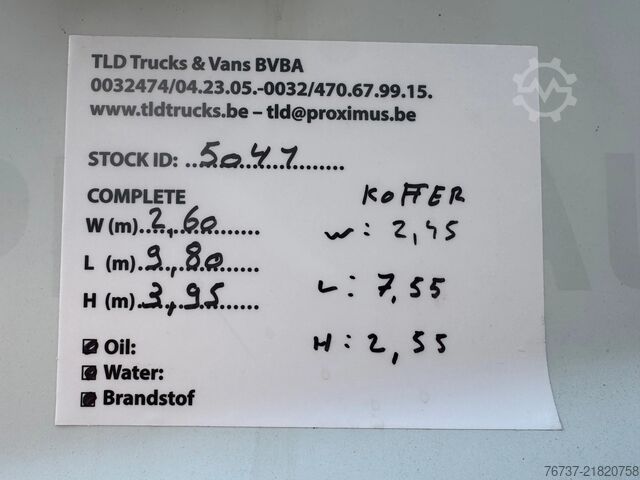 TLD Trucks & Vans BVBA
0032474/04.23.05.-0032/470.67.99.15.
www.tldtrucks.be – tld@proximus.be
STOCK ID: 5041
COMPLETE
W (m) 2,60
L (m) 9,80
H (m) 3,95
Oil:
Water:
Brandstof
KOFFER
W: 2,45
L: 7,55
H: 2,55
76737-21820758